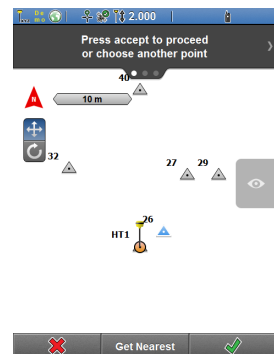 2.000
Press accept to proceed
or choose another point
40
N
10 m
32
27
29
26
HT1
Get Nearest